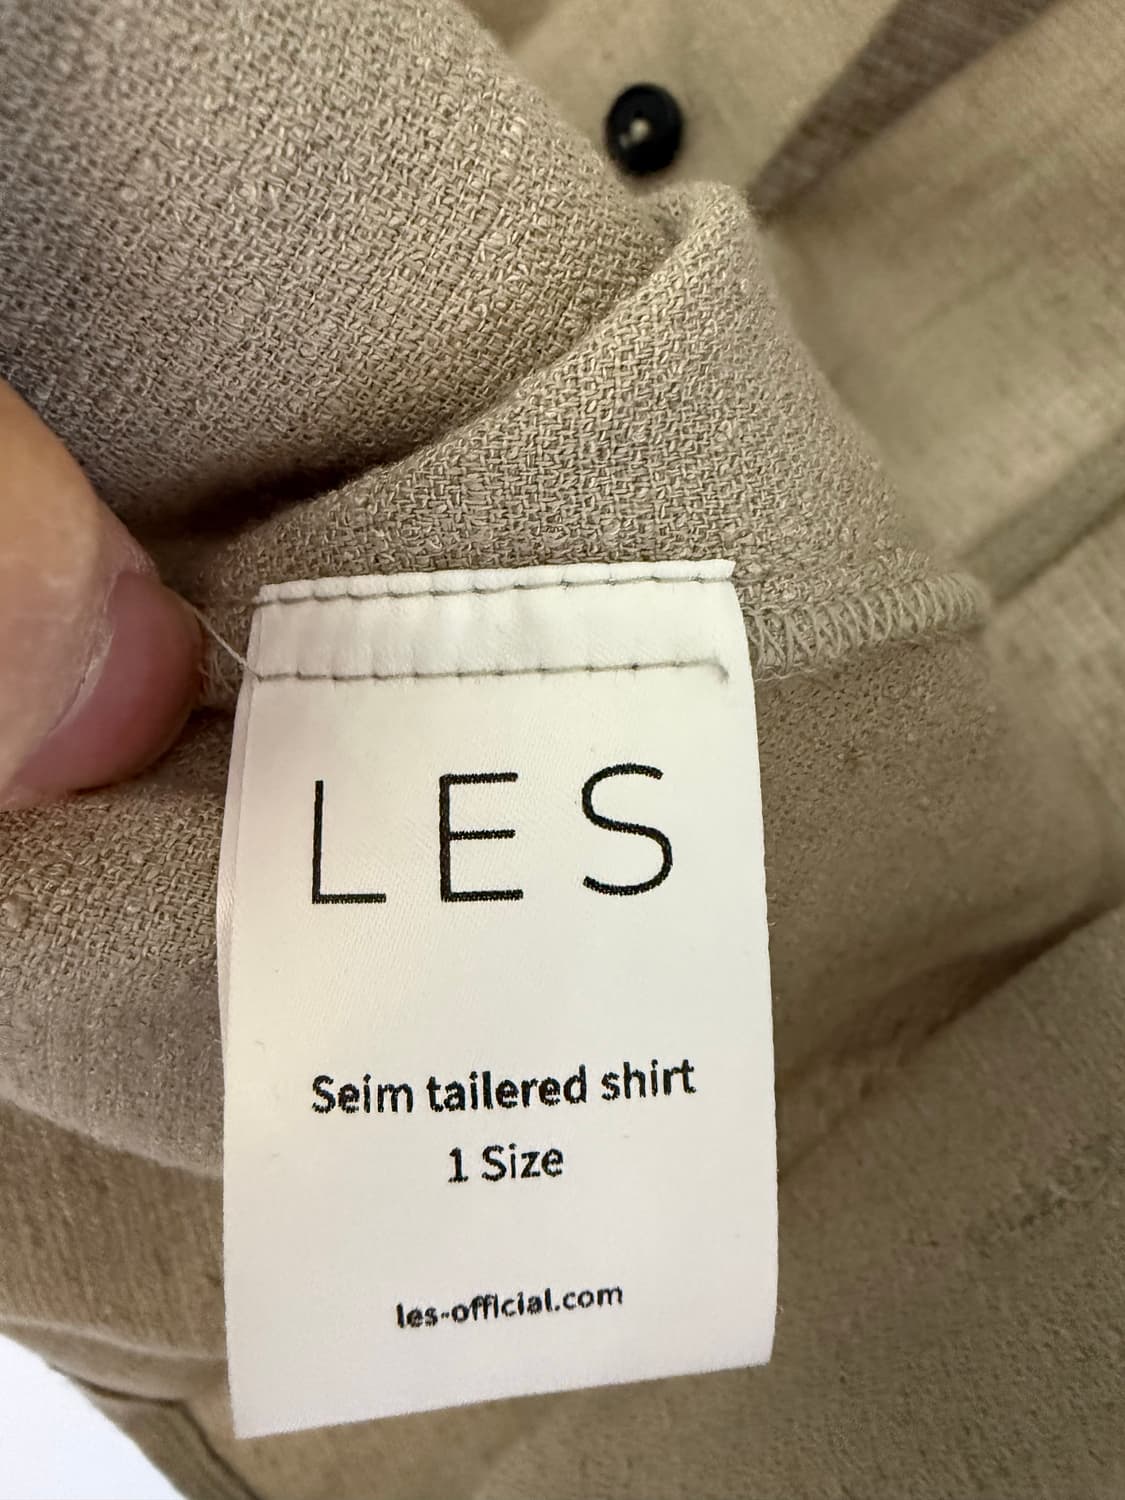 LES
Seim tailered shirt
1 Size
les-official.com